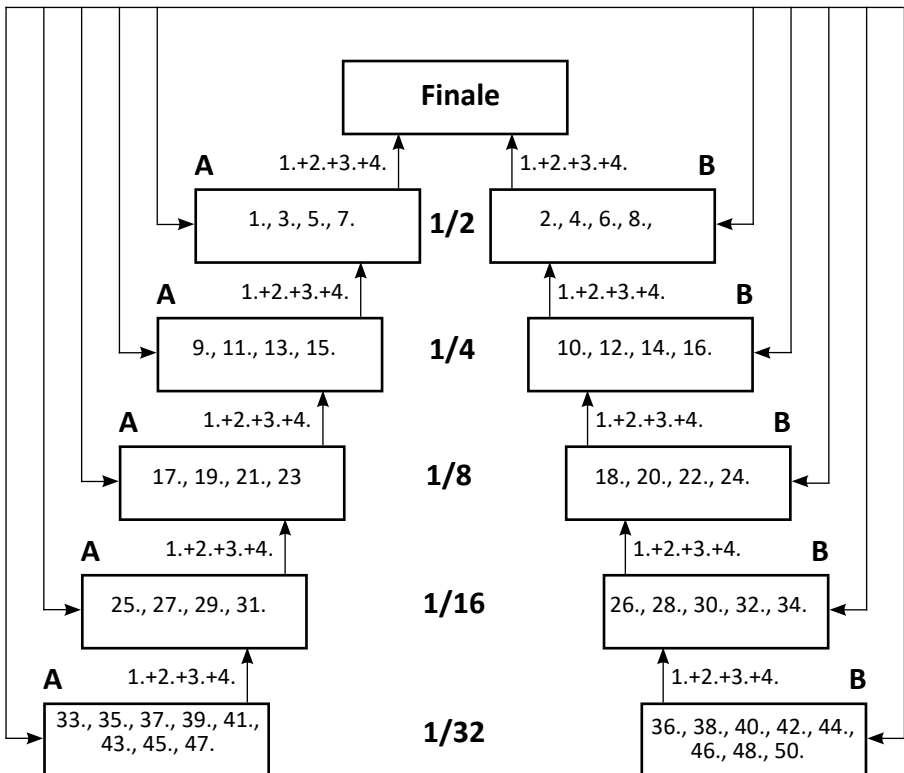 Finale
A 1.+2.+3.+4. 1.+2.+3.+4. B
1., 3., 5., 7. 1/2 2., 4., 6., 8.,
A 1.+2.+3.+4. 1.+2.+3.+4. B
9., 11., 13., 15. 1/4 10., 12., 14., 16.
A 1.+2.+3.+4. 1.+2.+3.+4. B
17., 19., 21., 23 1/8 18., 20., 22., 24.
A 1.+2.+3.+4. 1.+2.+3.+4. B
25., 27., 29., 31. 1/16 26., 28., 30., 32., 34.
A 1.+2.+3.+4. 1.+2.+3.+4. B
33., 35., 37., 39., 41.,
43., 45., 47.
1/32
36., 38., 40., 42., 44.,
46., 48., 50.